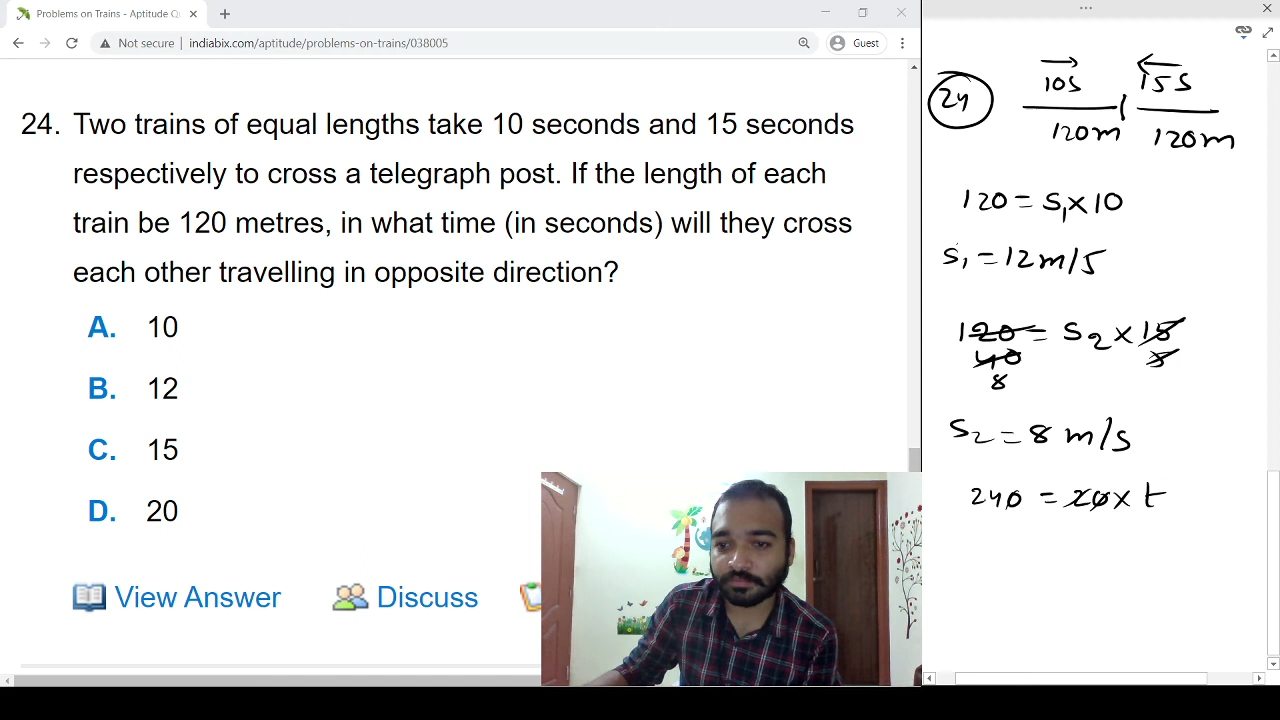 Problems on Trains - Aptitude Q
Not secure | indiabix.com/aptitude/problems-on-trains/038005
Guest
24. Two trains of equal lengths take 10 seconds and 15 seconds
respectively to cross a telegraph post. If the length of each
train be 120 metres, in what time (in seconds) will they cross
each other travelling in opposite direction?
A. 10
B. 12
C. 15
D. 20
View Answer Discuss
24
10s 15s
120m 120m
120 = S₁ × 10
S₁ = 12 m/s
120 = S₂ × 15
40 5
8
S₂ = 8 m/s
240 = 20 × t